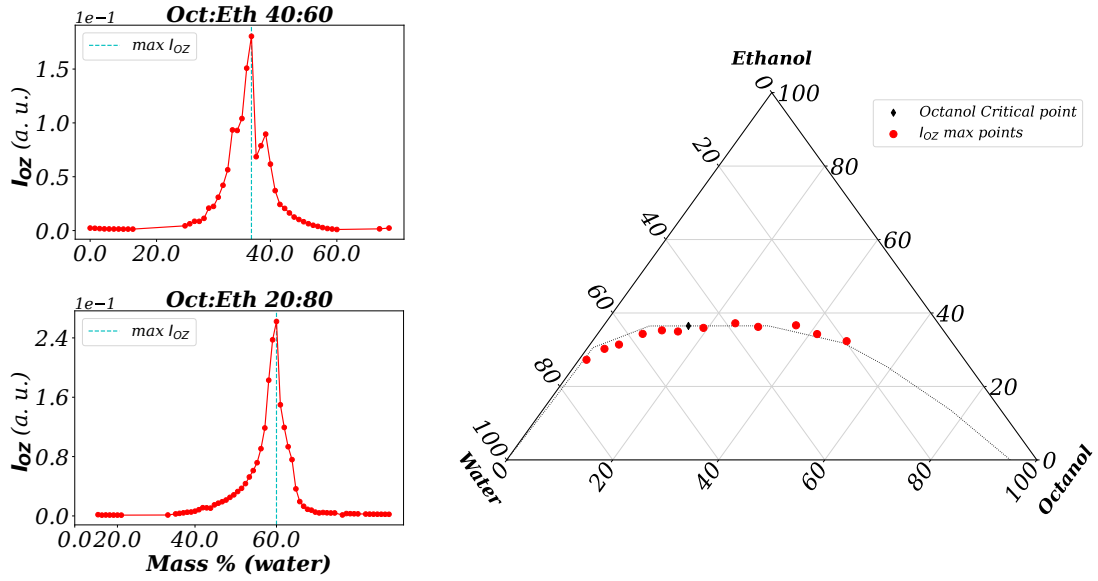 1e−1
Oct:Eth 40:60
max I_OZ
1.5
1.0
0.5
0.0
I_OZ (a. u.)
0.0 20.0 40.0 60.0
1e−1
Oct:Eth 20:80
max I_OZ
2.4
1.6
0.8
0.0
I_OZ (a. u.)
0.0 20.0 40.0 60.0
Mass % (water)
Ethanol
Octanol Critical point
I_OZ max points
0 100
20 80
40 60
60 40
80 20
100 0
0 20 40 60 80 100
Water
Octanol